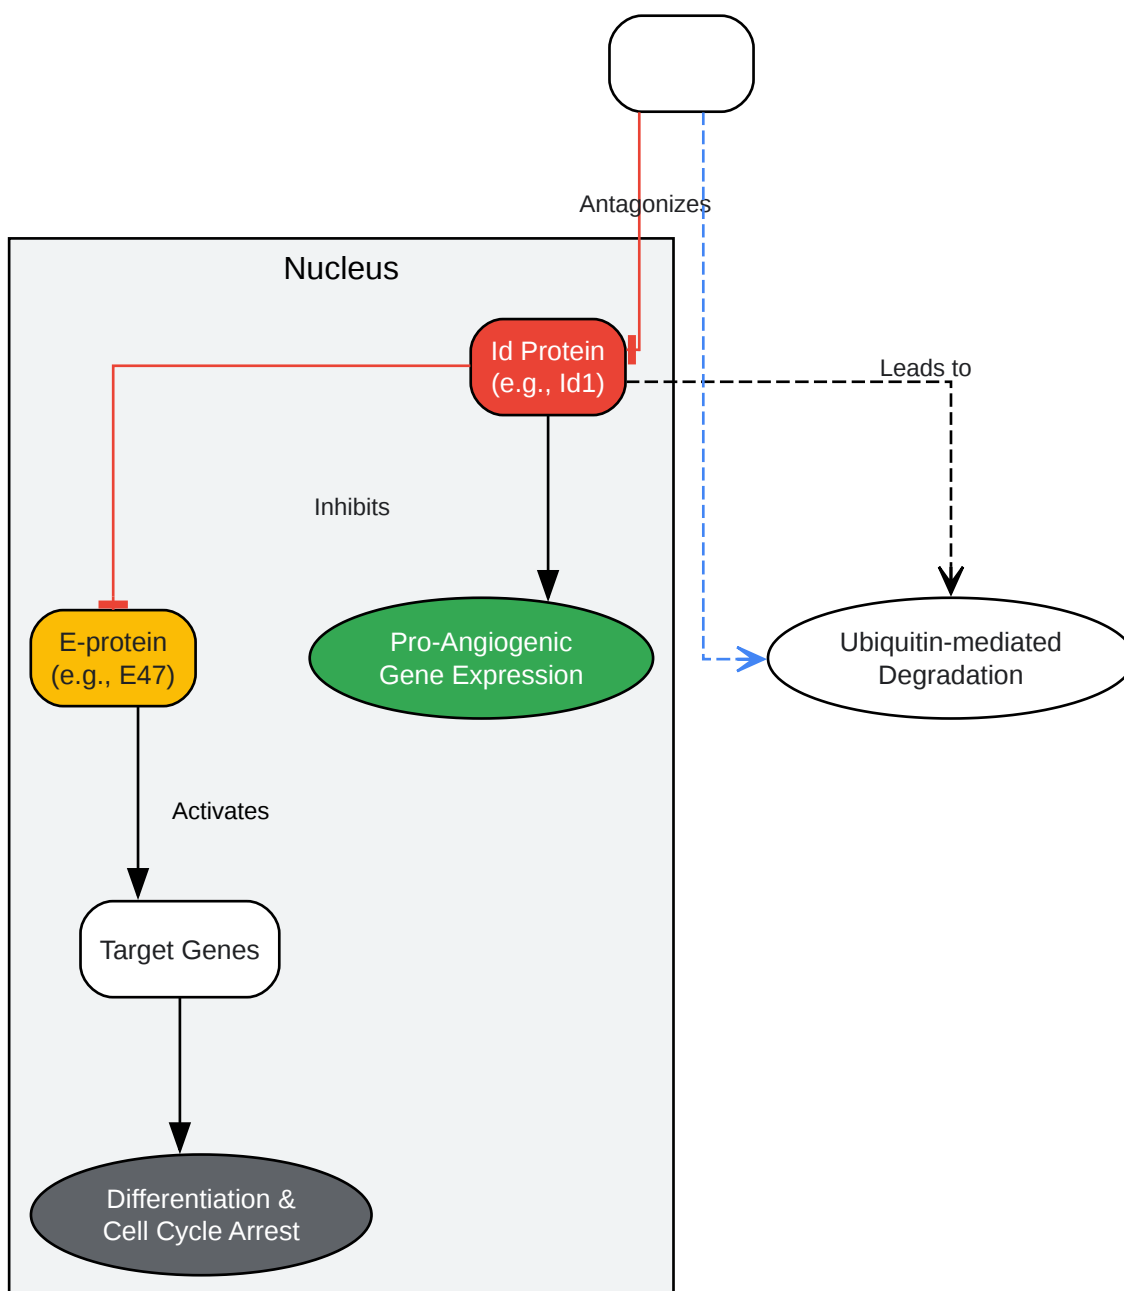 Antagonizes
Nucleus
Id Protein
(e.g., Id1)
Leads to
Inhibits
E-protein
(e.g., E47)
Pro-Angiogenic
Gene Expression
Ubiquitin-mediated
Degradation
Activates
Target Genes
Differentiation &
Cell Cycle Arrest